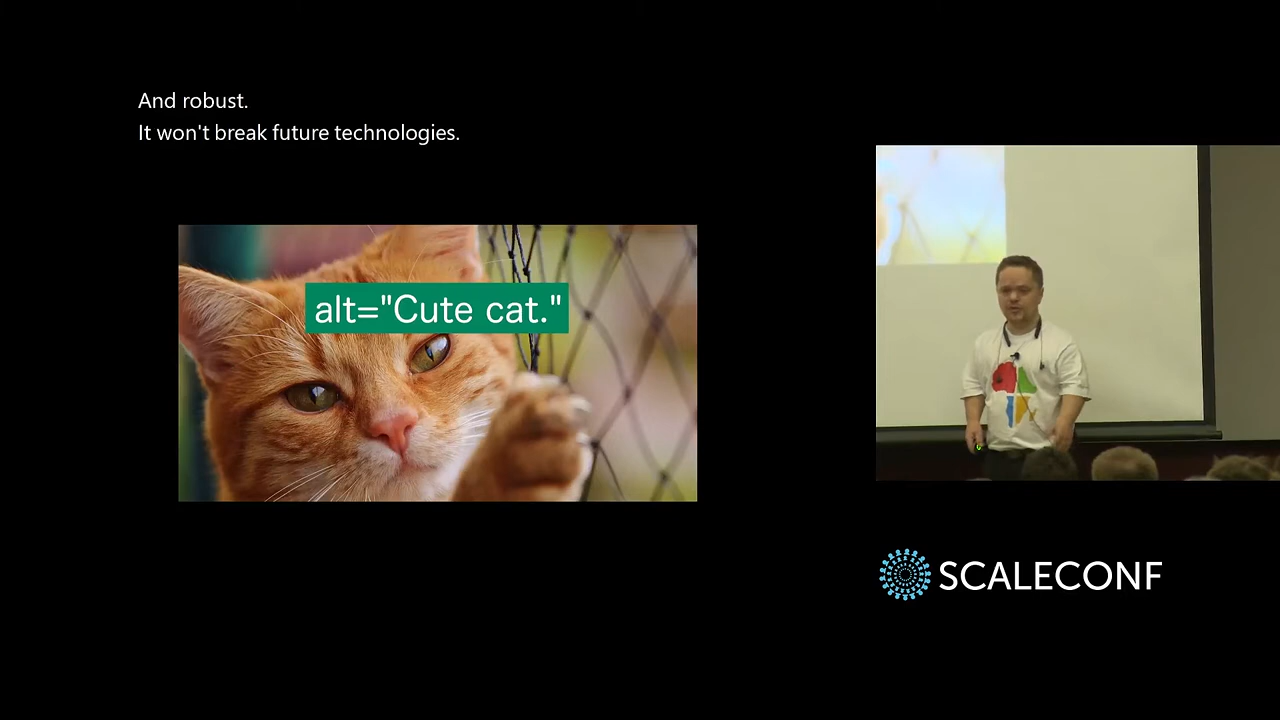 And robust.
It won't break future technologies.
alt="Cute cat."
SCALECONF